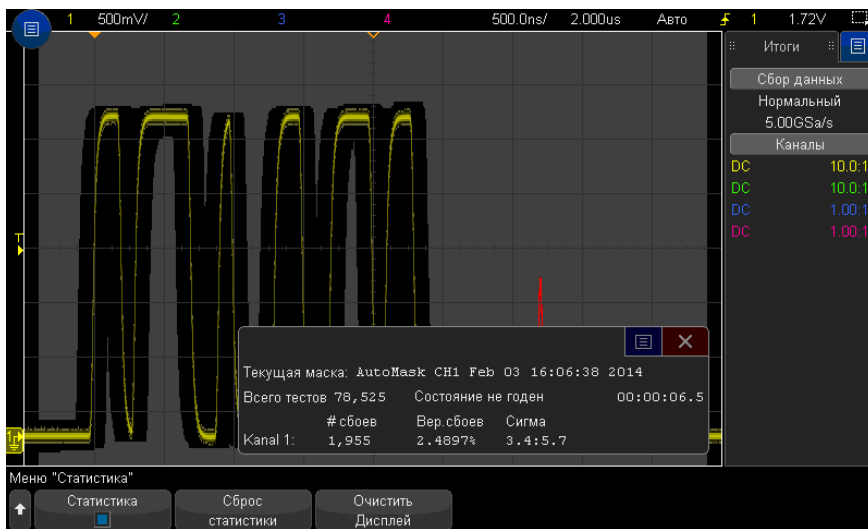 1 500mV/ 2 3 4 500.0ns/ 2.000us Авто 1 1.72V
Итоги
Сбор данных
Нормальный
5.00GSa/s
Каналы
DC 10.0:1
DC 10.0:1
DC 1.00:1
DC 1.00:1
T
1
Текущая маска: AutoMask CH1 Feb 03 16:06:38 2014
Всего тестов 78,525 Состояние не годен 00:00:06.5
# сбоев Вер.сбоев Сигма
Kanal 1: 1,955 2.4897% 3.4:5.7
Меню "Статистика"
Статистика
Сброс
статистики
Очистить
Дисплей